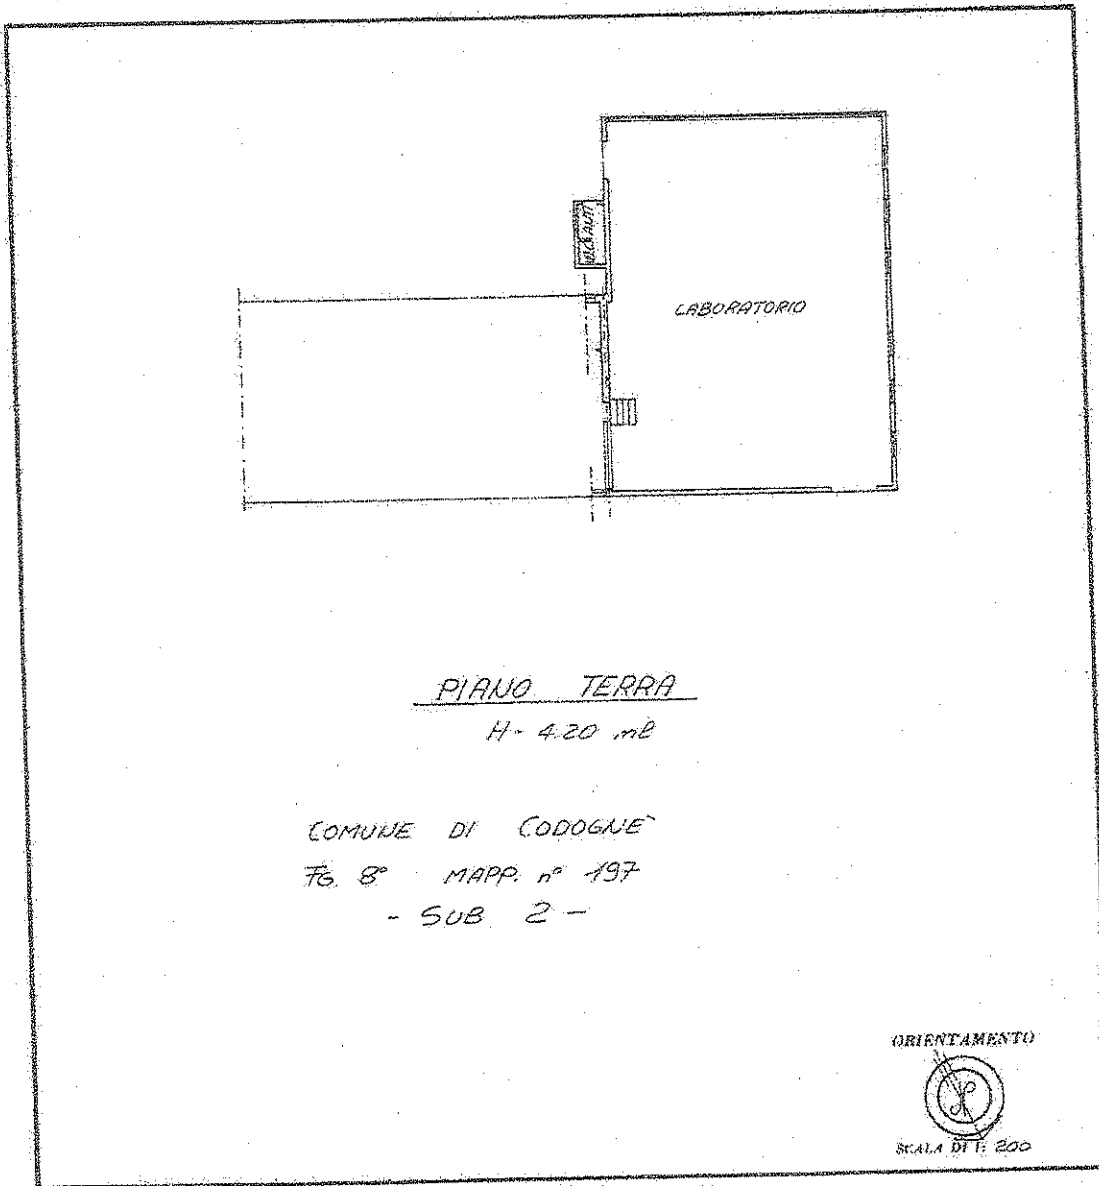 LABORATORIO
PIANO TERRA
H- 4.20 ml
COMUNE DI CODOGNE`
FG. 8° MAPP. n° 197
- SUB 2 -
ORIENTAMENTO
SCALA DI 1: 200